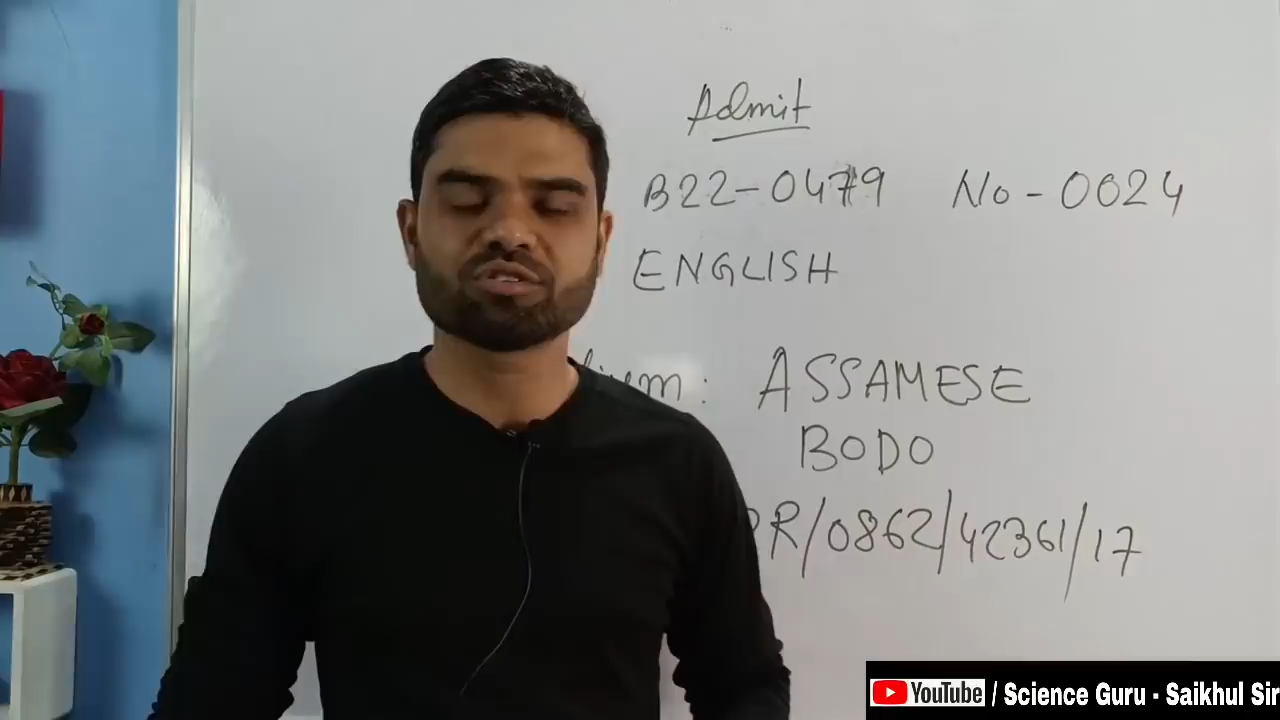 Admit
B22-0479 No-0024
ENGLISH
: ASSAMESE
BODO
R/0862/42361/17
YouTube / Science Guru - Saikhul Sir